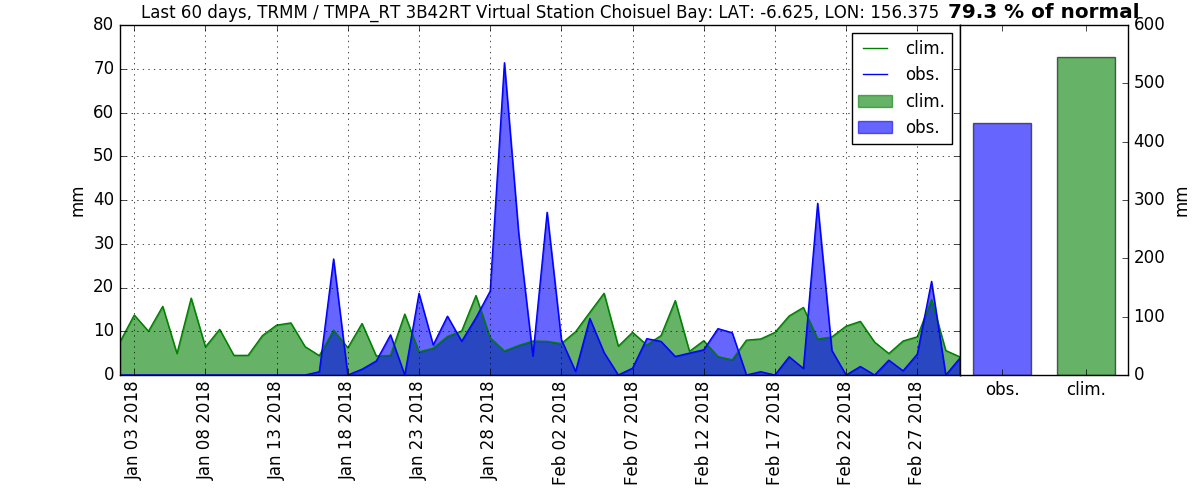 Last 60 days, TRMM / TMPA_RT 3B42RT Virtual Station Choisuel Bay: LAT: -6.625, LON: 156.375 79.3 % of normal
80
70
60
50
40
30
20
10
0
mm
clim.
obs.
clim.
obs.
600
500
400
300
200
100
0
mm
Jan 03 2018
Jan 08 2018
Jan 13 2018
Jan 18 2018
Jan 23 2018
Jan 28 2018
Feb 02 2018
Feb 07 2018
Feb 12 2018
Feb 17 2018
Feb 22 2018
Feb 27 2018
obs.
clim.